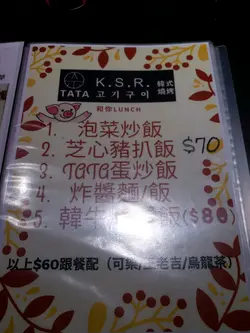 K.S.R. 韓式
燒烤
TATA 고기구이
和你LUNCH
1. 泡菜炒飯
2. 芝心豬扒飯 $70
3. TATA蛋炒飯
4. 炸醬麵/飯
5. 韓牛 飯($80)
以上$60跟餐配 (可樂/ 老吉/烏龍茶)